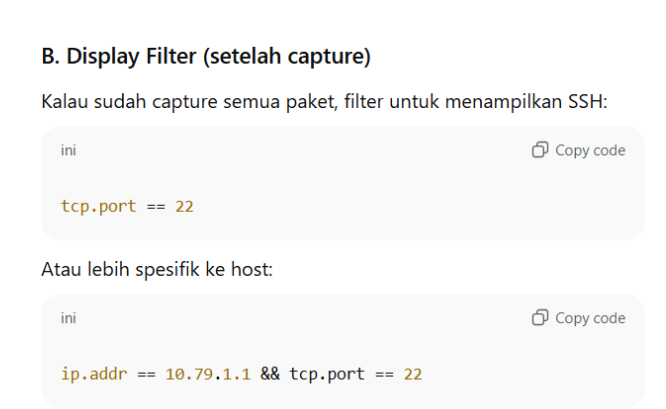 B. Display Filter (setelah capture)
Kalau sudah capture semua paket, filter untuk menampilkan SSH:
ini
Copy code
tcp.port == 22
Atau lebih spesifik ke host:
ini
Copy code
ip.addr == 10.79.1.1 && tcp.port == 22